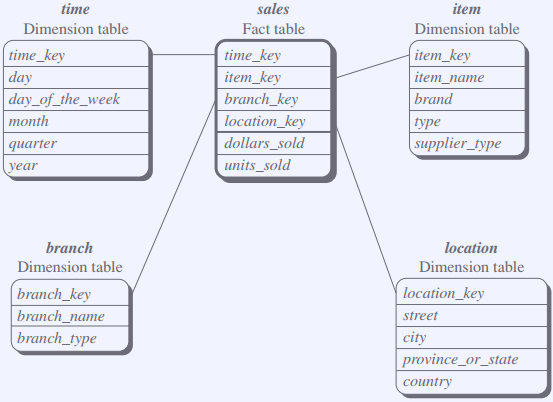 time
Dimension table
time_key
day
day_of_the_week
month
quarter
year
sales
Fact table
time_key
item_key
branch_key
location_key
dollars_sold
units_sold
item
Dimension table
item_key
item_name
brand
type
supplier_type
branch
Dimension table
branch_key
branch_name
branch_type
location
Dimension table
location_key
street
city
province_or_state
country